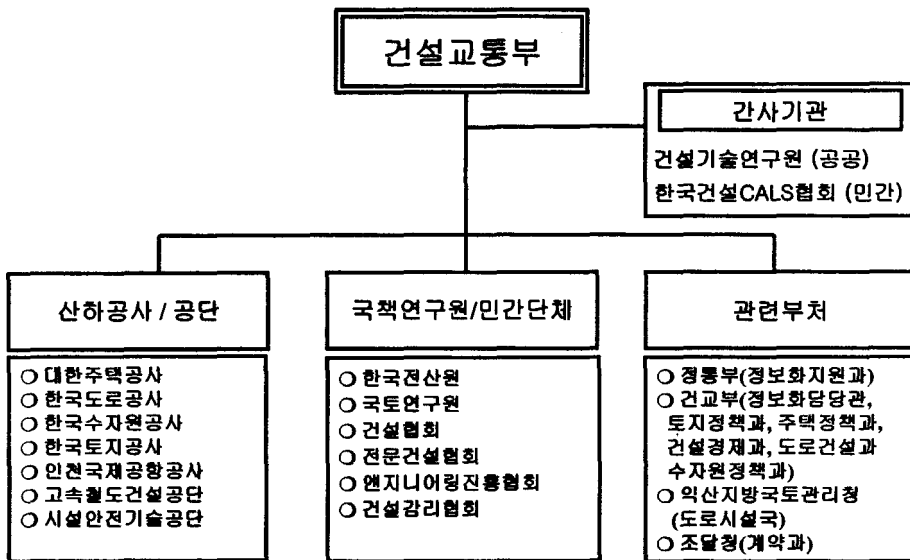 건설교통부
간사기관
건설기술연구원 (공공)
한국건설CALS협회 (민간)
산하공사 / 공단
○ 대한주택공사
○ 한국도로공사
○ 한국수자원공사
○ 한국토지공사
○ 인천국제공항공사
○ 고속철도건설공단
○ 시설안전기술공단
국책연구원/민간단체
○ 한국전산원
○ 국토연구원
○ 건설협회
○ 전문건설협회
○ 엔지니어링진흥협회
○ 건설감리협회
관련부처
○ 정통부(정보화지원과)
○ 건교부(정보화담당관,
토지정책과, 주택정책과,
건설경제과, 도로건설과
수자원정책과)
○ 익산지방국토관리청
(도로시설국)
○ 조달청(계약과)